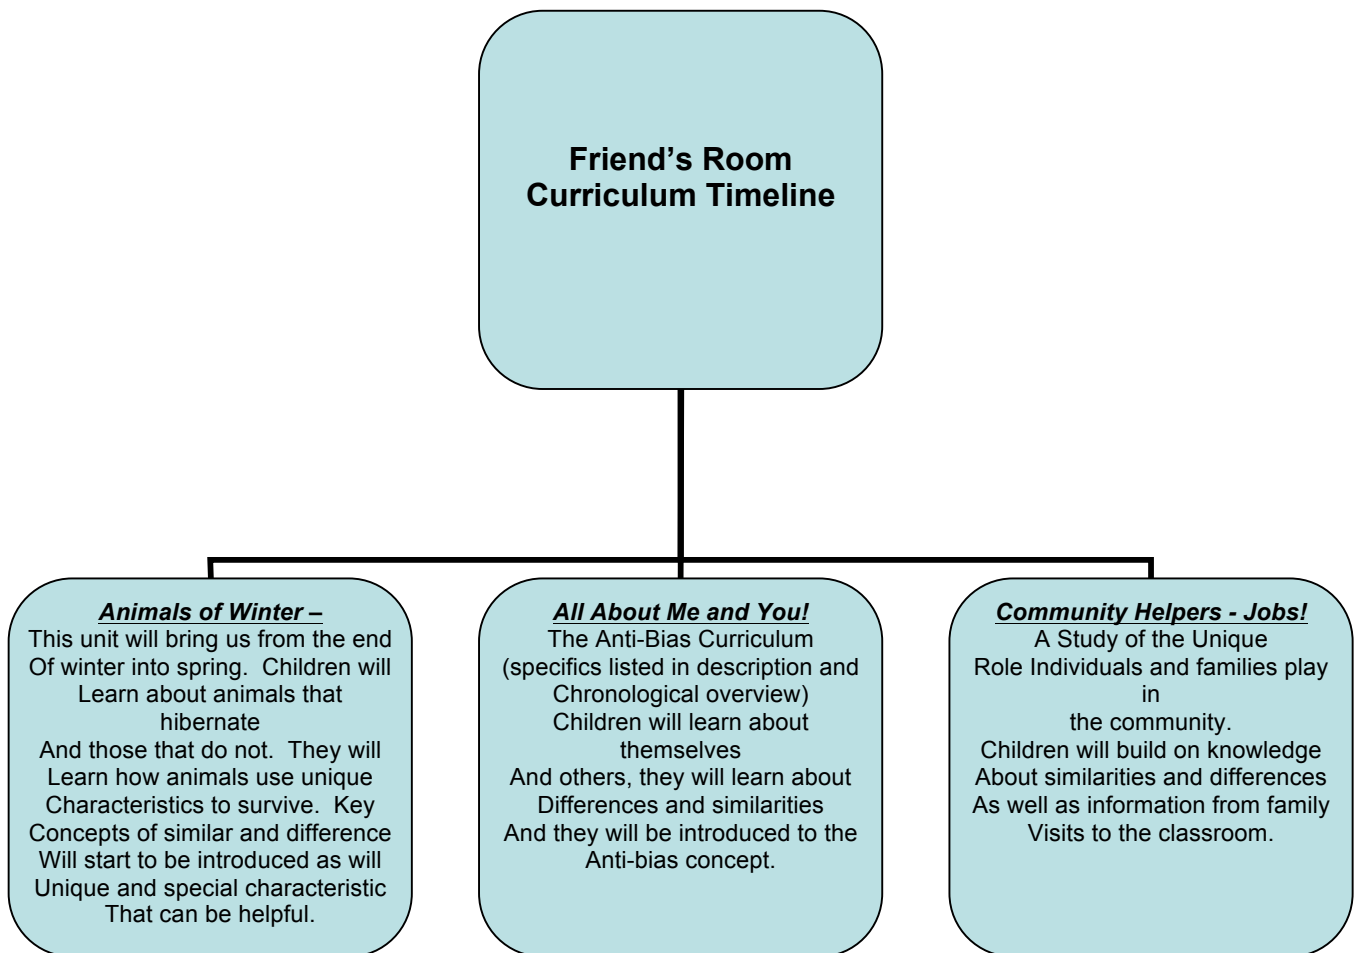 Friend’s Room
Curriculum Timeline
Animals of Winter –
This unit will bring us from the end
Of winter into spring.  Children will
Learn about animals that
hibernate
And those that do not.  They will
Learn how animals use unique
Characteristics to survive.  Key
Concepts of similar and difference
Will start to be introduced as will
Unique and special characteristic
That can be helpful.
All About Me and You!
The Anti-Bias Curriculum
(specifics listed in description and
Chronological overview)
Children will learn about
themselves
And others, they will learn about
Differences and similarities
And they will be introduced to the
Anti-bias concept.
Community Helpers - Jobs!
A Study of the Unique
Role Individuals and families play
in
the community.
Children will build on knowledge
About similarities and differences
As well as information from family
Visits to the classroom.